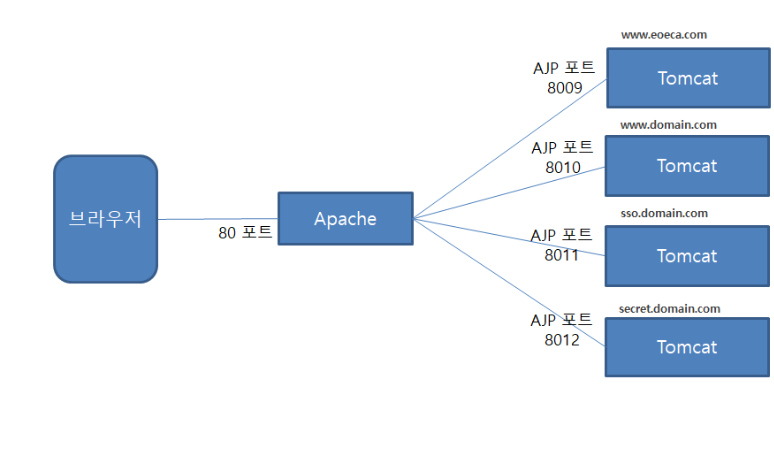 www.eoeca.com
AJP 포트
8009
Tomcat
www.domain.com
AJP 포트
8010
Tomcat
브라우저
80 포트
Apache
sso.domain.com
AJP 포트
8011
Tomcat
secret.domain.com
AJP 포트
8012
Tomcat